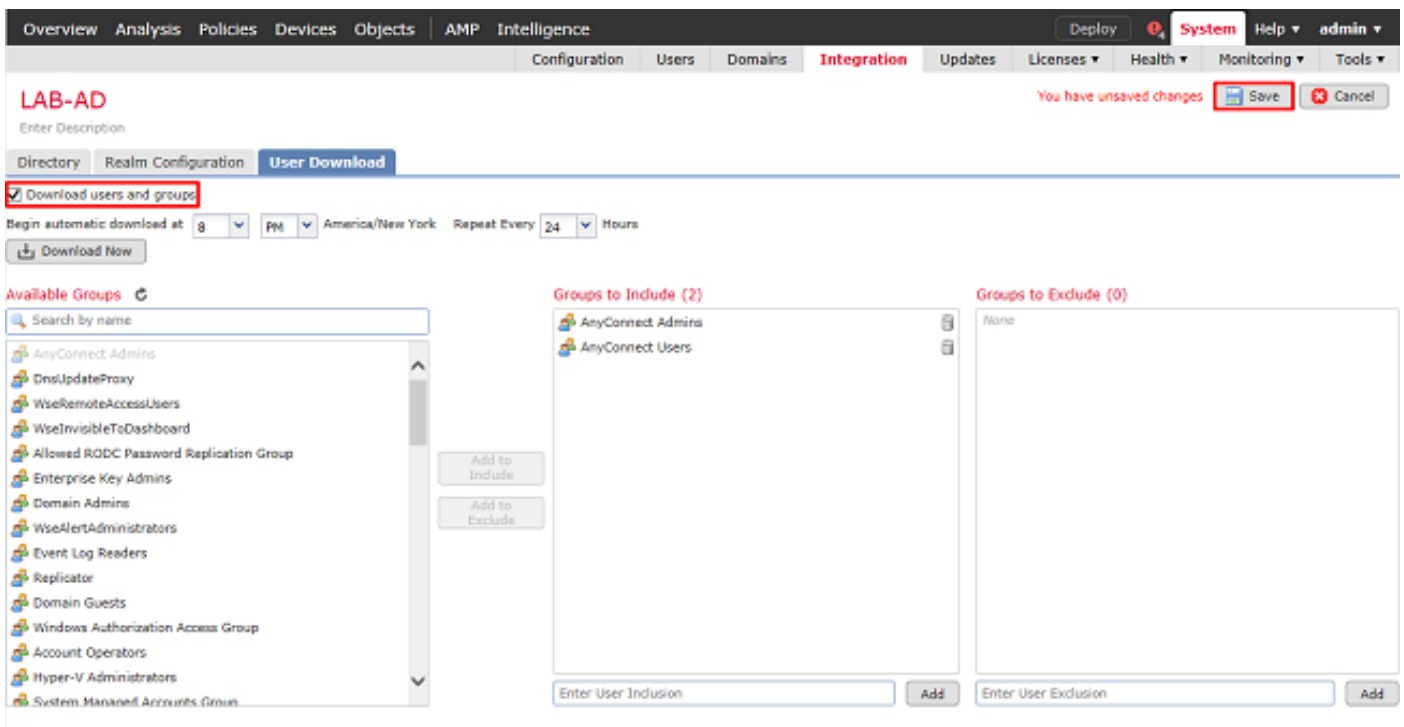 Overview Analysis Policies Devices Objects AMP Intelligence Deploy 4 System Help admin
Configuration Users Domains Integration Updates Licenses Health Monitoring Tools
LAB-AD
You have unsaved changes Save Cancel
Enter Description
Directory Realm Configuration User Download
Download users and groups
Begin automatic download at 8 PM America/New York Repeat Every 24 Hours
Download Now
Available Groups
Search by name
AnyConnect Admins
DnsUpdateProxy
WseRemoteAccessUsers
WseInvisibleToDashboard
Allowed RODC Password Replication Group
Enterprise Key Admins
Domain Admins
WseAlertAdministrators
Event Log Readers
Replicator
Domain Guests
Windows Authorization Access Group
Account Operators
Hyper-V Administrators
System Managed Accounts Group
Add to
Include
Add to
Exclude
Groups to Include (2)
AnyConnect Admins
AnyConnect Users
Enter User Inclusion Add
Groups to Exclude (0)
None
Enter User Exclusion Add